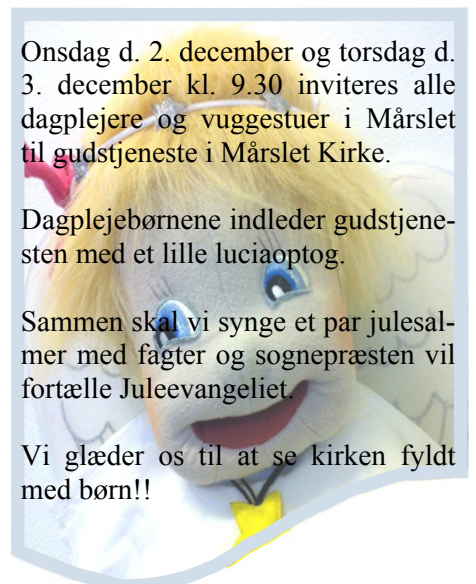 Onsdag d. 2. december og torsdag d.
3. december kl. 9.30 inviteres alle
dagplejere og vuggestuer i Mårslet
til gudstjeneste i Mårslet Kirke.
Dagplejebørnene indleder gudstjene-
sten med et lille luciaoptog.
Sammen skal vi synge et par julesal-
mer med fagter og sognepræsten vil
fortælle Juleevangeliet.
Vi glæder os til at se kirken fyldt
med børn!!